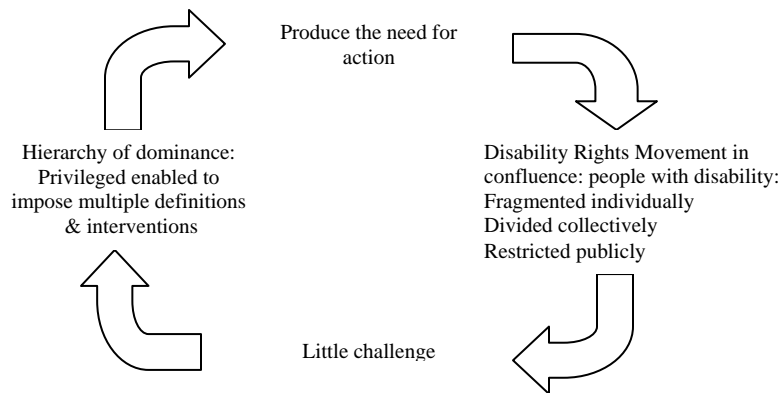 Produce the need for
action
Hierarchy of dominance:
Privileged enabled to
impose multiple definitions
& interventions
Disability Rights Movement in
confluence: people with disability:
Fragmented individually
Divided collectively
Restricted publicly
Little challenge